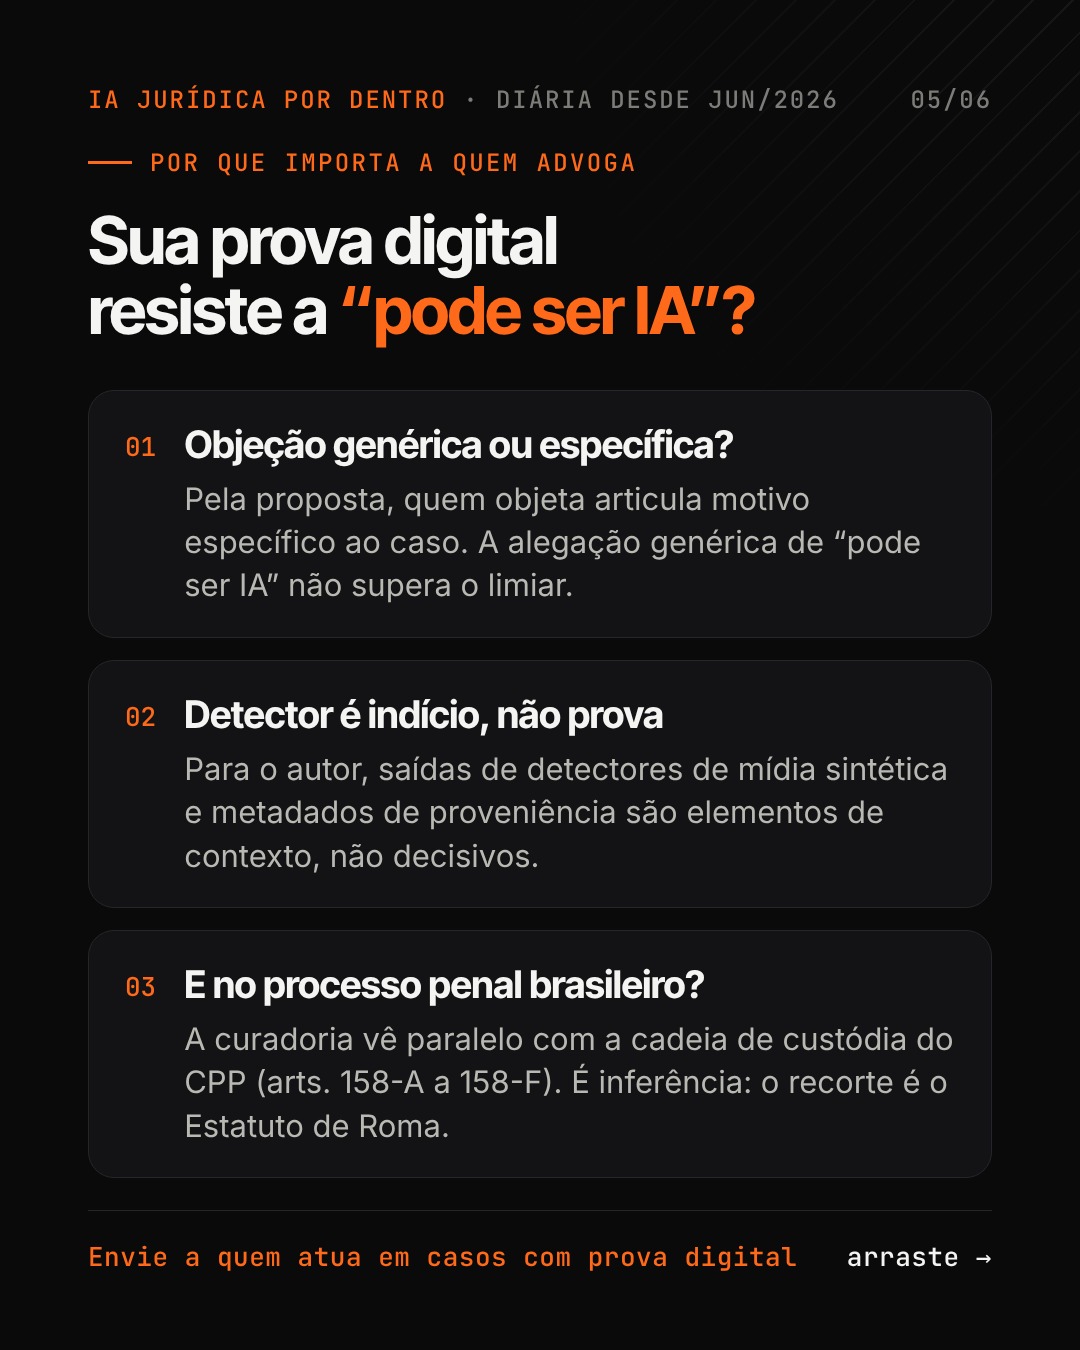 IA JURÍDICA POR DENTRO · DIÁRIA DESDE JUN/2026 05/06
POR QUE IMPORTA A QUEM ADVOGA
Sua prova digital
resiste a “pode ser IA”?
01 Objeção genérica ou específica?
Pela proposta, quem objeta articula motivo
específico ao caso. A alegação genérica de “pode
ser IA” não supera o limiar.
02 Detector é indício, não prova
Para o autor, saídas de detectores de mídia sintética
e metadados de proveniência são elementos de
contexto, não decisivos.
03 E no processo penal brasileiro?
A curadoria vê paralelo com a cadeia de custódia do
CPP (arts. 158-A a 158-F). É inferência: o recorte é o
Estatuto de Roma.
Envie a quem atua em casos com prova digital arraste →